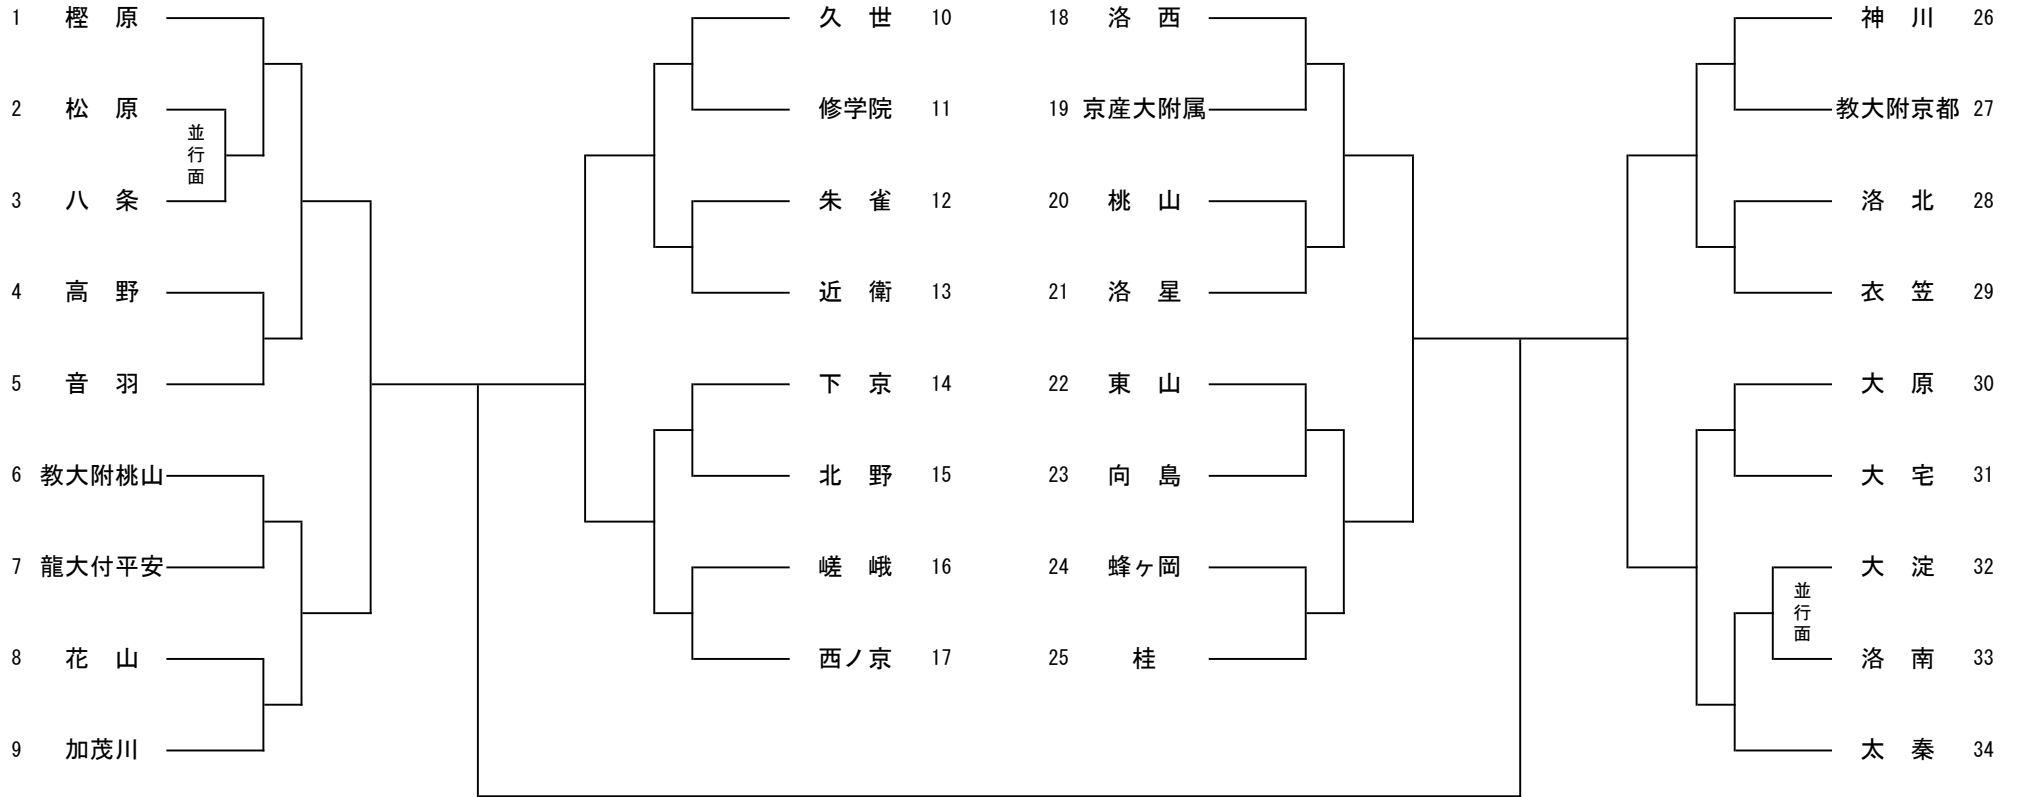 1 樫　原
2 松　原
並行面
3 八　条
4 高　野
5 音　羽
6 教大附桃山
7 龍大付平安
8 花　山
9 加茂川
久　世 10
修学院 11
朱　雀 12
近　衛 13
下　京 14
北　野 15
嵯　峨 16
西ノ京 17
18 洛　西
19 京産大附属
20 桃　山
21 洛　星
22 東　山
23 向　島
24 蜂ヶ岡
25 桂
神　川 26
教大附京都 27
洛　北 28
衣　笠 29
大　原 30
大　宅 31
大　淀 32
並行面
洛　南 33
太　秦 34